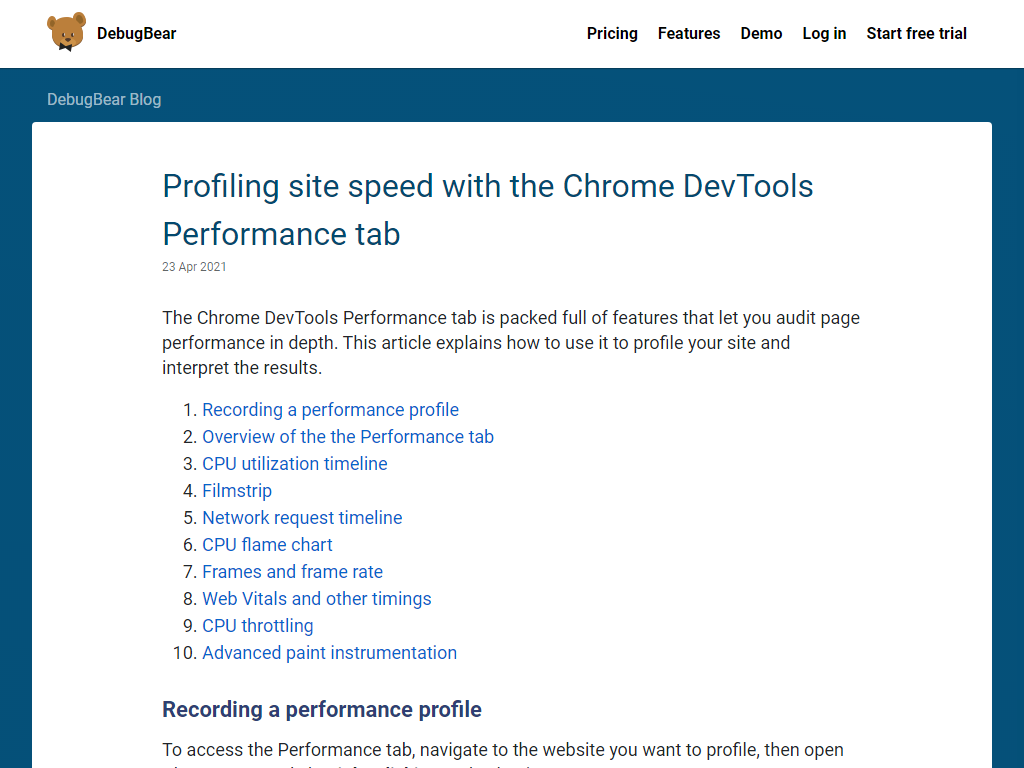 DebugBear
Pricing Features Demo Log in Start free trial
DebugBear Blog
Profiling site speed with the Chrome DevTools
Performance tab
23 Apr 2021
The Chrome DevTools Performance tab is packed full of features that let you audit page
performance in depth. This article explains how to use it to profile your site and
interpret the results.
1. Recording a performance profile
2. Overview of the the Performance tab
3. CPU utilization timeline
4. Filmstrip
5. Network request timeline
6. CPU flame chart
7. Frames and frame rate
8. Web Vitals and other timings
9. CPU throttling
10. Advanced paint instrumentation
Recording a performance profile
To access the Performance tab, navigate to the website you want to profile, then open